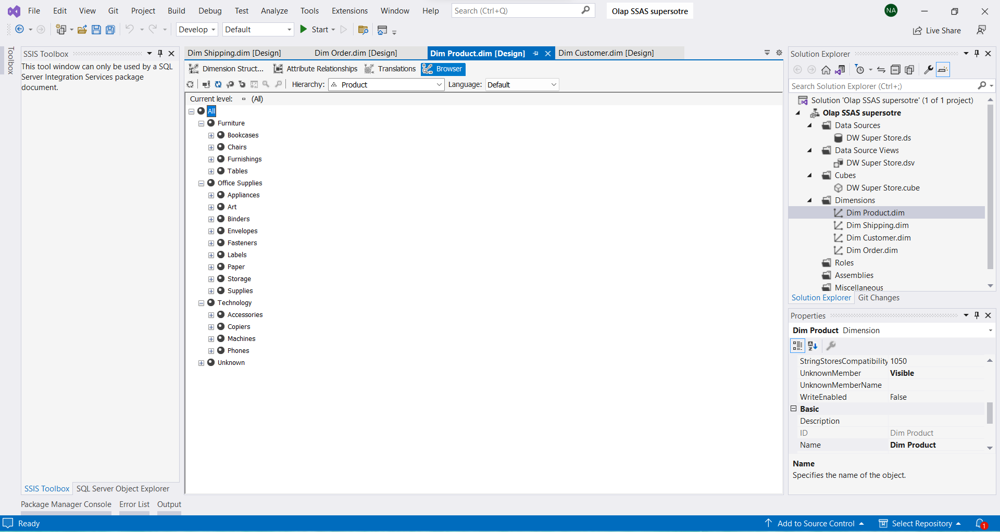 File Edit View Git Project Build Debug Test Analyze Tools Extensions Window Help Search (Ctrl+Q) Olap SSAS supersotre NA
Develop Default Start Live Share
Toolbox
SSIS Toolbox
This tool window can only be used by a SQL
Server Integration Services package
document.
SSIS Toolbox SQL Server Object Explorer
Dim Shipping.dim [Design] Dim Order.dim [Design] Dim Product.dim [Design] Dim Customer.dim [Design]
Dimension Struct... Attribute Relationships Translations Browser
Hierarchy: Product Language: Default
Current level: (All)
All
Furniture
Bookcases
Chairs
Furnishings
Tables
Office Supplies
Appliances
Art
Binders
Envelopes
Fasteners
Labels
Paper
Storage
Supplies
Technology
Accessories
Copiers
Machines
Phones
Unknown
Solution Explorer
Search Solution Explorer (Ctrl+;)
Solution 'Olap SSAS supersotre' (1 of 1 project)
Olap SSAS supersotre
Data Sources
DW Super Store.ds
Data Source Views
DW Super Store.dsv
Cubes
DW Super Store.cube
Dimensions
Dim Product.dim
Dim Shipping.dim
Dim Customer.dim
Dim Order.dim
Roles
Assemblies
Miscellaneous
Solution Explorer Git Changes
Properties
Dim Product Dimension
StringStoresCompatibility 1050
UnknownMember Visible
UnknownMemberName
WriteEnabled False
Basic
Description
ID Dim Product
Name Dim Product
Name
Specifies the name of the object.
Package Manager Console Error List Output
Ready Add to Source Control Select Repository 1